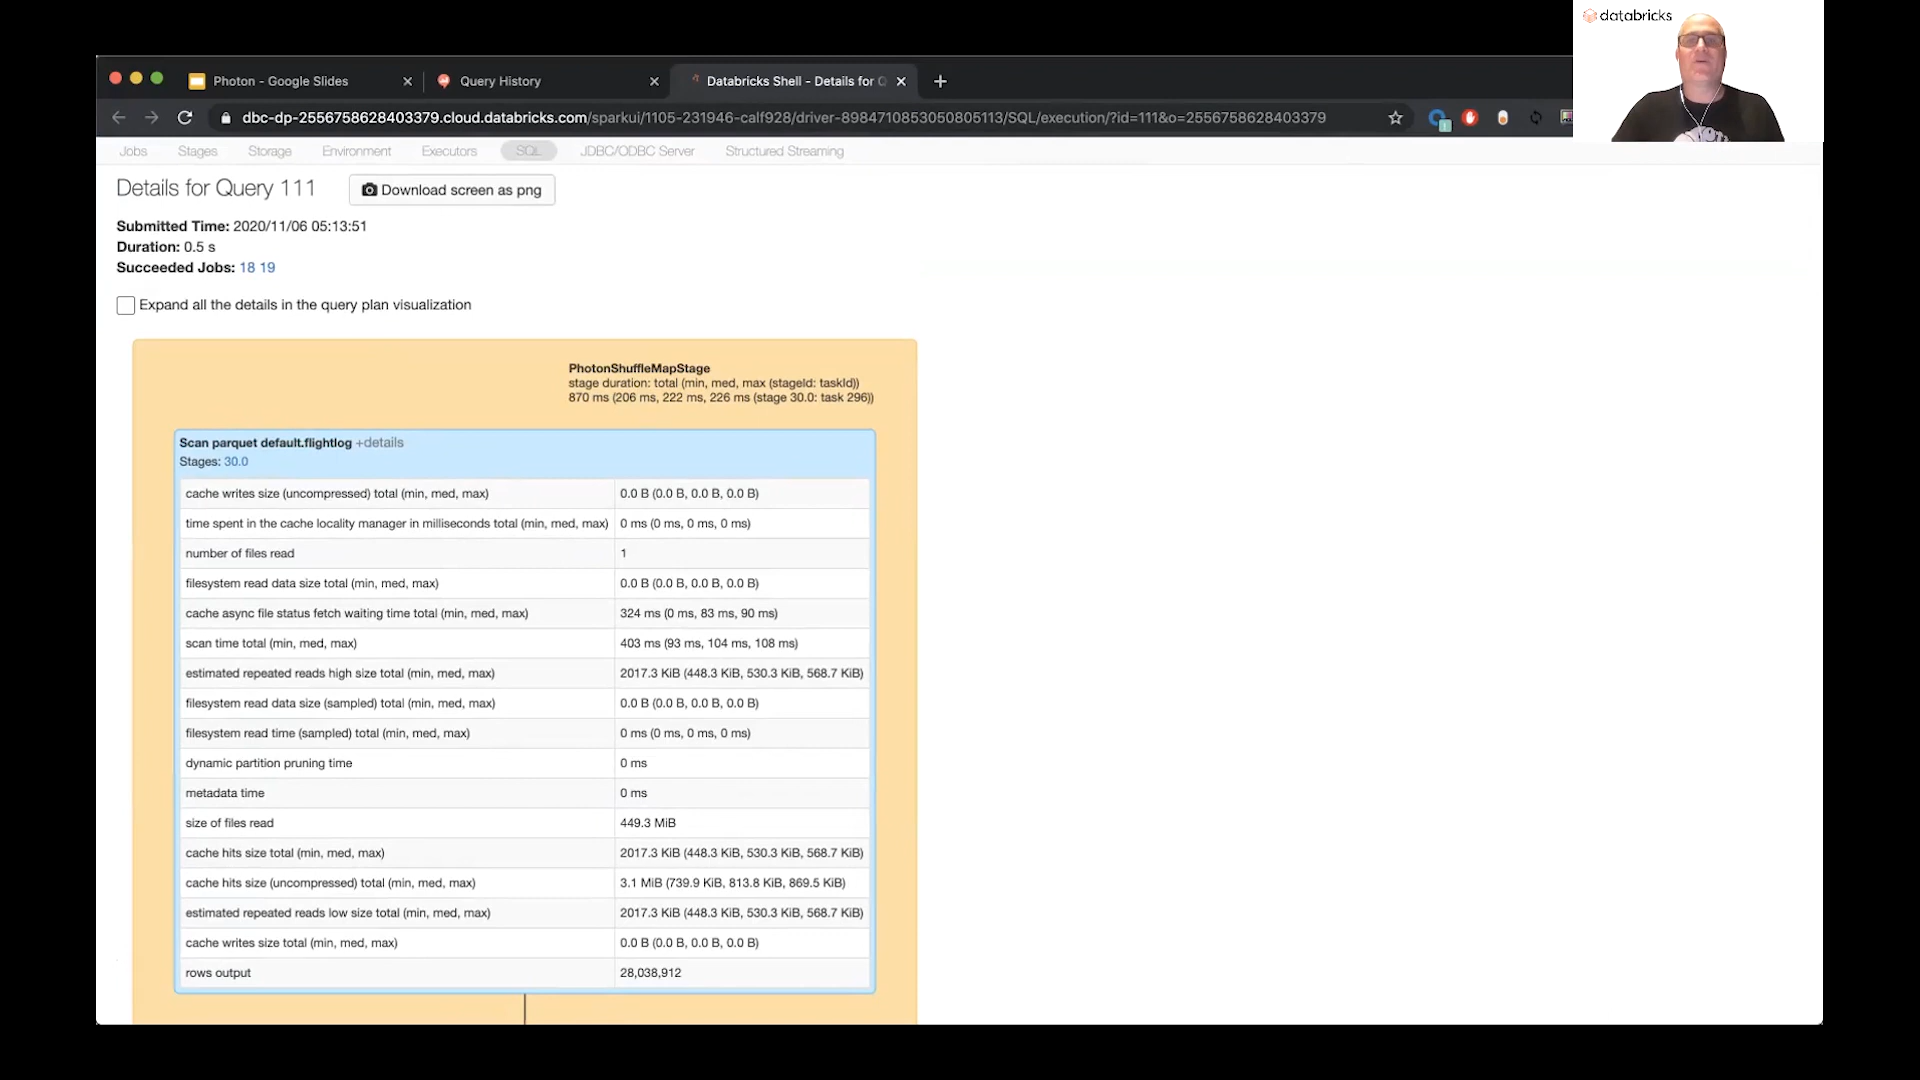 databricks
Photon - Google Slides
Query History
Databricks Shell - Details for Q
dbc-dp-2556758628403379.cloud.databricks.com/sparkui/1105-231946-calf928/driver-8984710853050805113/SQL/execution/?id=111&o=2556758628403379
1
Jobs Stages Storage Environment Executors SQL JDBC/ODBC Server Structured Streaming
Details for Query 111
Download screen as png
Submitted Time: 2020/11/06 05:13:51
Duration: 0.5 s
Succeeded Jobs: 18 19
Expand all the details in the query plan visualization
PhotonShuffleMapStage
stage duration: total (min, med, max (stageId: taskId))
870 ms (206 ms, 222 ms, 226 ms (stage 30.0: task 296))
Scan parquet default.flightlog +details
Stages: 30.0
cache writes size (uncompressed) total (min, med, max) 0.0 B (0.0 B, 0.0 B, 0.0 B)
time spent in the cache locality manager in milliseconds total (min, med, max) 0 ms (0 ms, 0 ms, 0 ms)
number of files read 1
filesystem read data size total (min, med, max) 0.0 B (0.0 B, 0.0 B, 0.0 B)
cache async file status fetch waiting time total (min, med, max) 324 ms (0 ms, 83 ms, 90 ms)
scan time total (min, med, max) 403 ms (93 ms, 104 ms, 108 ms)
estimated repeated reads high size total (min, med, max) 2017.3 KiB (448.3 KiB, 530.3 KiB, 568.7 KiB)
filesystem read data size (sampled) total (min, med, max) 0.0 B (0.0 B, 0.0 B, 0.0 B)
filesystem read time (sampled) total (min, med, max) 0 ms (0 ms, 0 ms, 0 ms)
dynamic partition pruning time 0 ms
metadata time 0 ms
size of files read 449.3 MiB
cache hits size total (min, med, max) 2017.3 KiB (448.3 KiB, 530.3 KiB, 568.7 KiB)
cache hits size (uncompressed) total (min, med, max) 3.1 MiB (739.9 KiB, 813.8 KiB, 869.5 KiB)
estimated repeated reads low size total (min, med, max) 2017.3 KiB (448.3 KiB, 530.3 KiB, 568.7 KiB)
cache writes size total (min, med, max) 0.0 B (0.0 B, 0.0 B, 0.0 B)
rows output 28,038,912